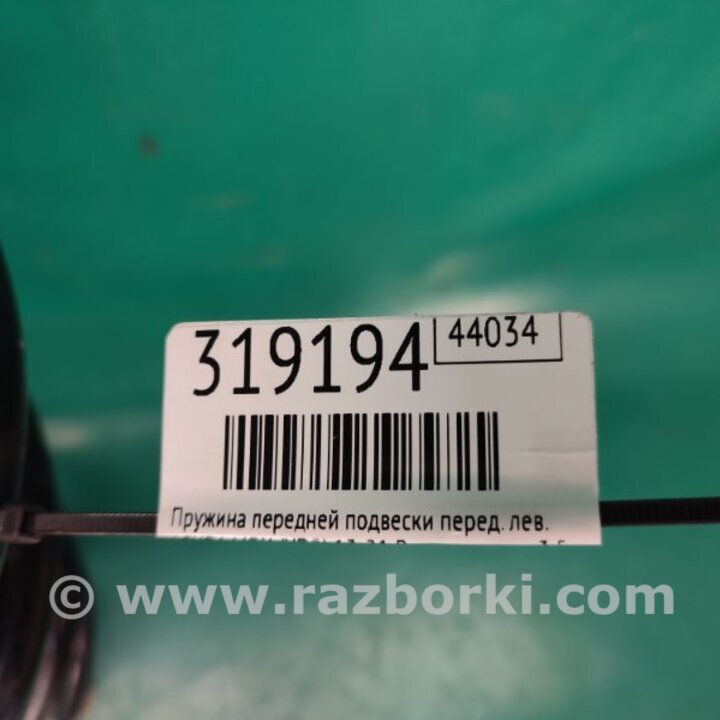 319194
44034
Пружина передней подвески перед. лев.
© www.razborki.com